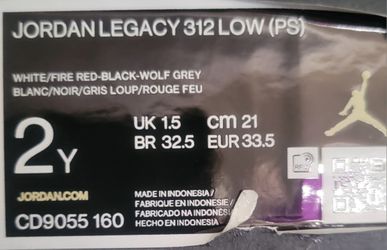 JORDAN LEGACY 312 LOW (PS)
WHITE/FIRE RED-BLACK-WOLF GREY
BLANC/NOIR/GRIS LOUP/ROUGE FEU
2Y
UK 1.5 CM 21
BR 32.5 EUR 33.5
JORDAN.COM
CD9055 160
MADE IN INDONESIA/
FABRIQUE EN INDONESIE/
FABRICADO NA INDONÉSIA/
HECHO EN INDONESIA